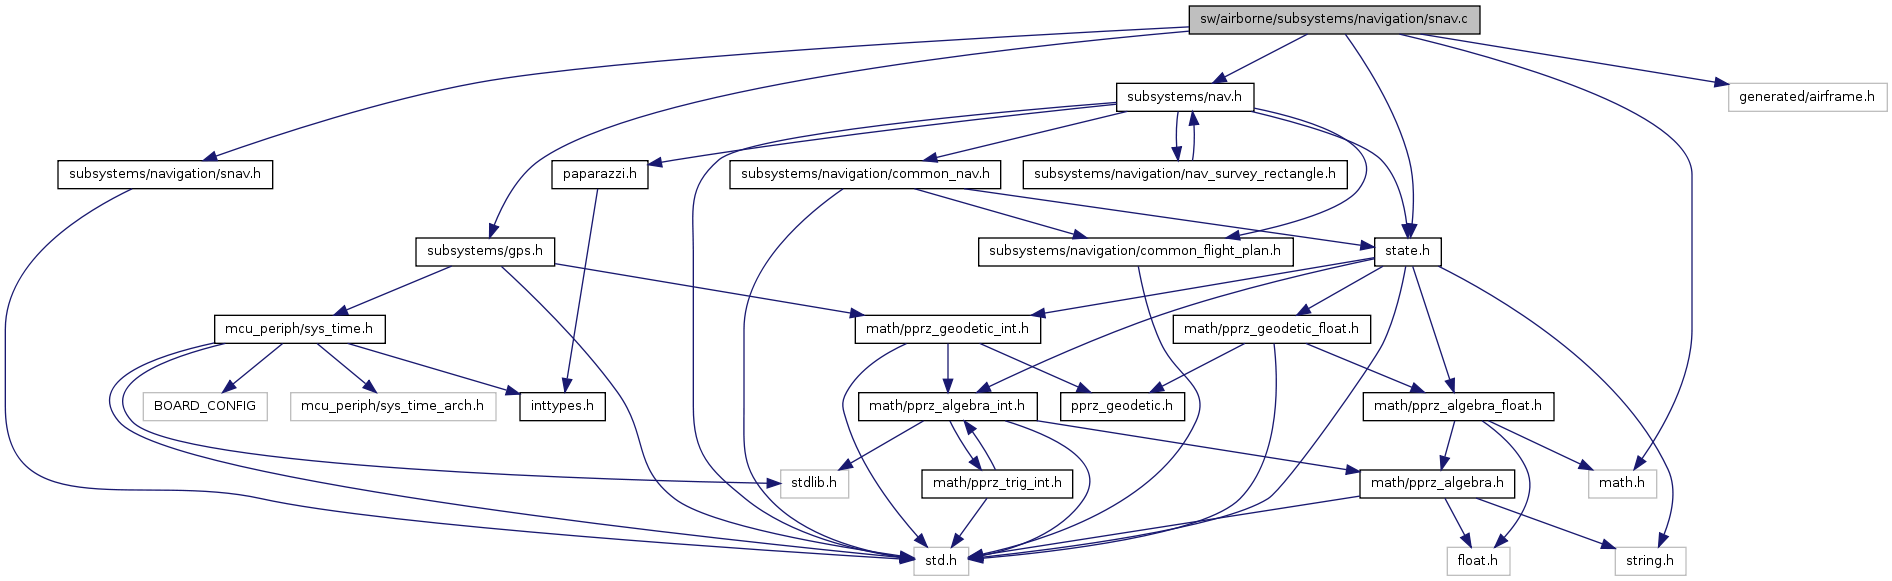 sw/airborne/subsystems/navigation/snav.c
subsystems/nav.h
generated/airframe.h
subsystems/navigation/snav.h
paparazzi.h
subsystems/navigation/common_nav.h
subsystems/navigation/nav_survey_rectangle.h
subsystems/gps.h
subsystems/navigation/common_flight_plan.h
state.h
mcu_periph/sys_time.h
math/pprz_geodetic_int.h
math/pprz_geodetic_float.h
BOARD_CONFIG
mcu_periph/sys_time_arch.h
inttypes.h
math/pprz_algebra_int.h
pprz_geodetic.h
math/pprz_algebra_float.h
stdlib.h
math/pprz_trig_int.h
math/pprz_algebra.h
math.h
std.h
float.h
string.h